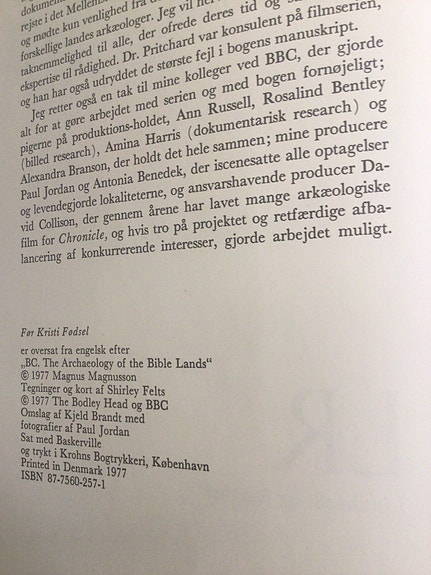 dokume
rejste i det Mellems
og mødte kun venlighed fra d
forskellige landes arkæologer. Jeg vil
taknemmelighed til alle, der ofrede deres tid og
ekspertise til rådighed. Dr. Pritchard var konsulent på filmserien,
og han har også udryddet de største fejl i bogens manuskript.
Jeg retter også en tak til mine kolleger ved BBC, der gjorde
alt for at gøre arbejdet med serien og med bogen fornøjeligt;
pigerne på produktions-holdet, Ann Russell, Rosalind Bentley
(billed research), Amina Harris (dokumentarisk research) og
Alexandra Branson, der holdt det hele sammen; mine producere
Paul Jordan og Antonia Benedek, der iscenesatte alle optagelser
og levendegjorde lokaliteterne, og ansvarshavende producer Da-
vid Collison, der gennem årene har lavet mange arkæologiske
film for Chronicle, og hvis tro på projektet og retfærdige afba-
lancering af konkurrerende interesser, gjorde arbejdet muligt.
Før Kristi Fødsel
er oversat fra engelsk efter
„BC. The Archaeology of the Bible Lands“
© 1977 Magnus Magnusson
Tegninger og kort af Shirley Felts
© 1977 The Bodley Head og BBC
Omslag af Kjeld Brandt med
fotografier af Paul Jordan
Sat med Baskerville
og trykt i Krohns Bogtrykkeri, København
Printed in Denmark 1977
ISBN 87-7560-257-1